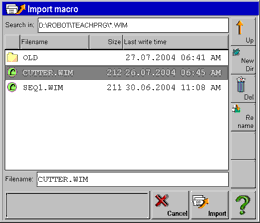 Import macro
Search in: D:\ROBOT\TEACHPRG\*.WIM
Up
Filename Size Last write time
OLD 27.07.2004 06:41 AM
CUTTER.WIM 212 26.07.2004 06:45 AM
SEQ1.WIM 211 30.06.2004 11:08 AM
New
Dir
Del
Re
name
Filename: CUTTER.WIM
Cancel
Import